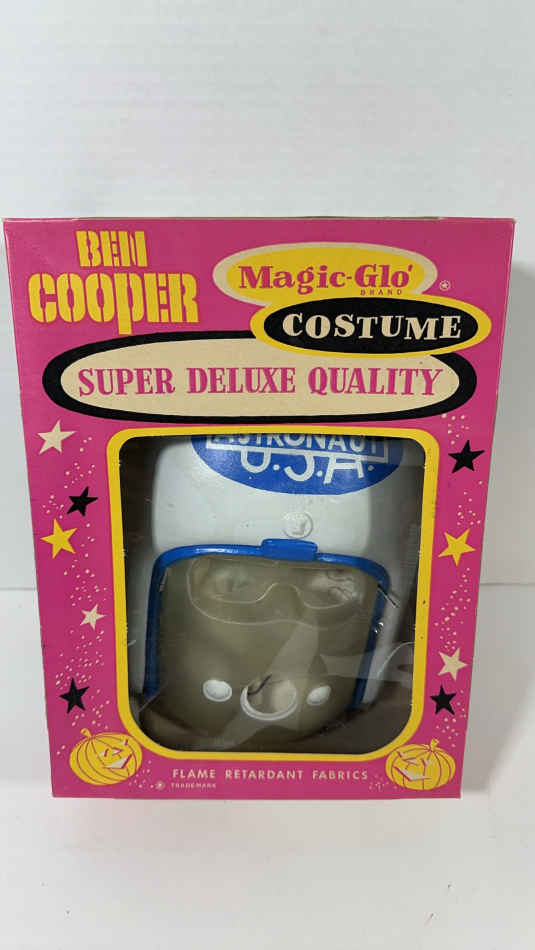 BEN
COOPER
Magic-Glo'
BRAND
®
COSTUME
SUPER DELUXE QUALITY
ASTRONAUT
U.S.A.
FLAME RETARDANT FABRICS
® TRADEMARK